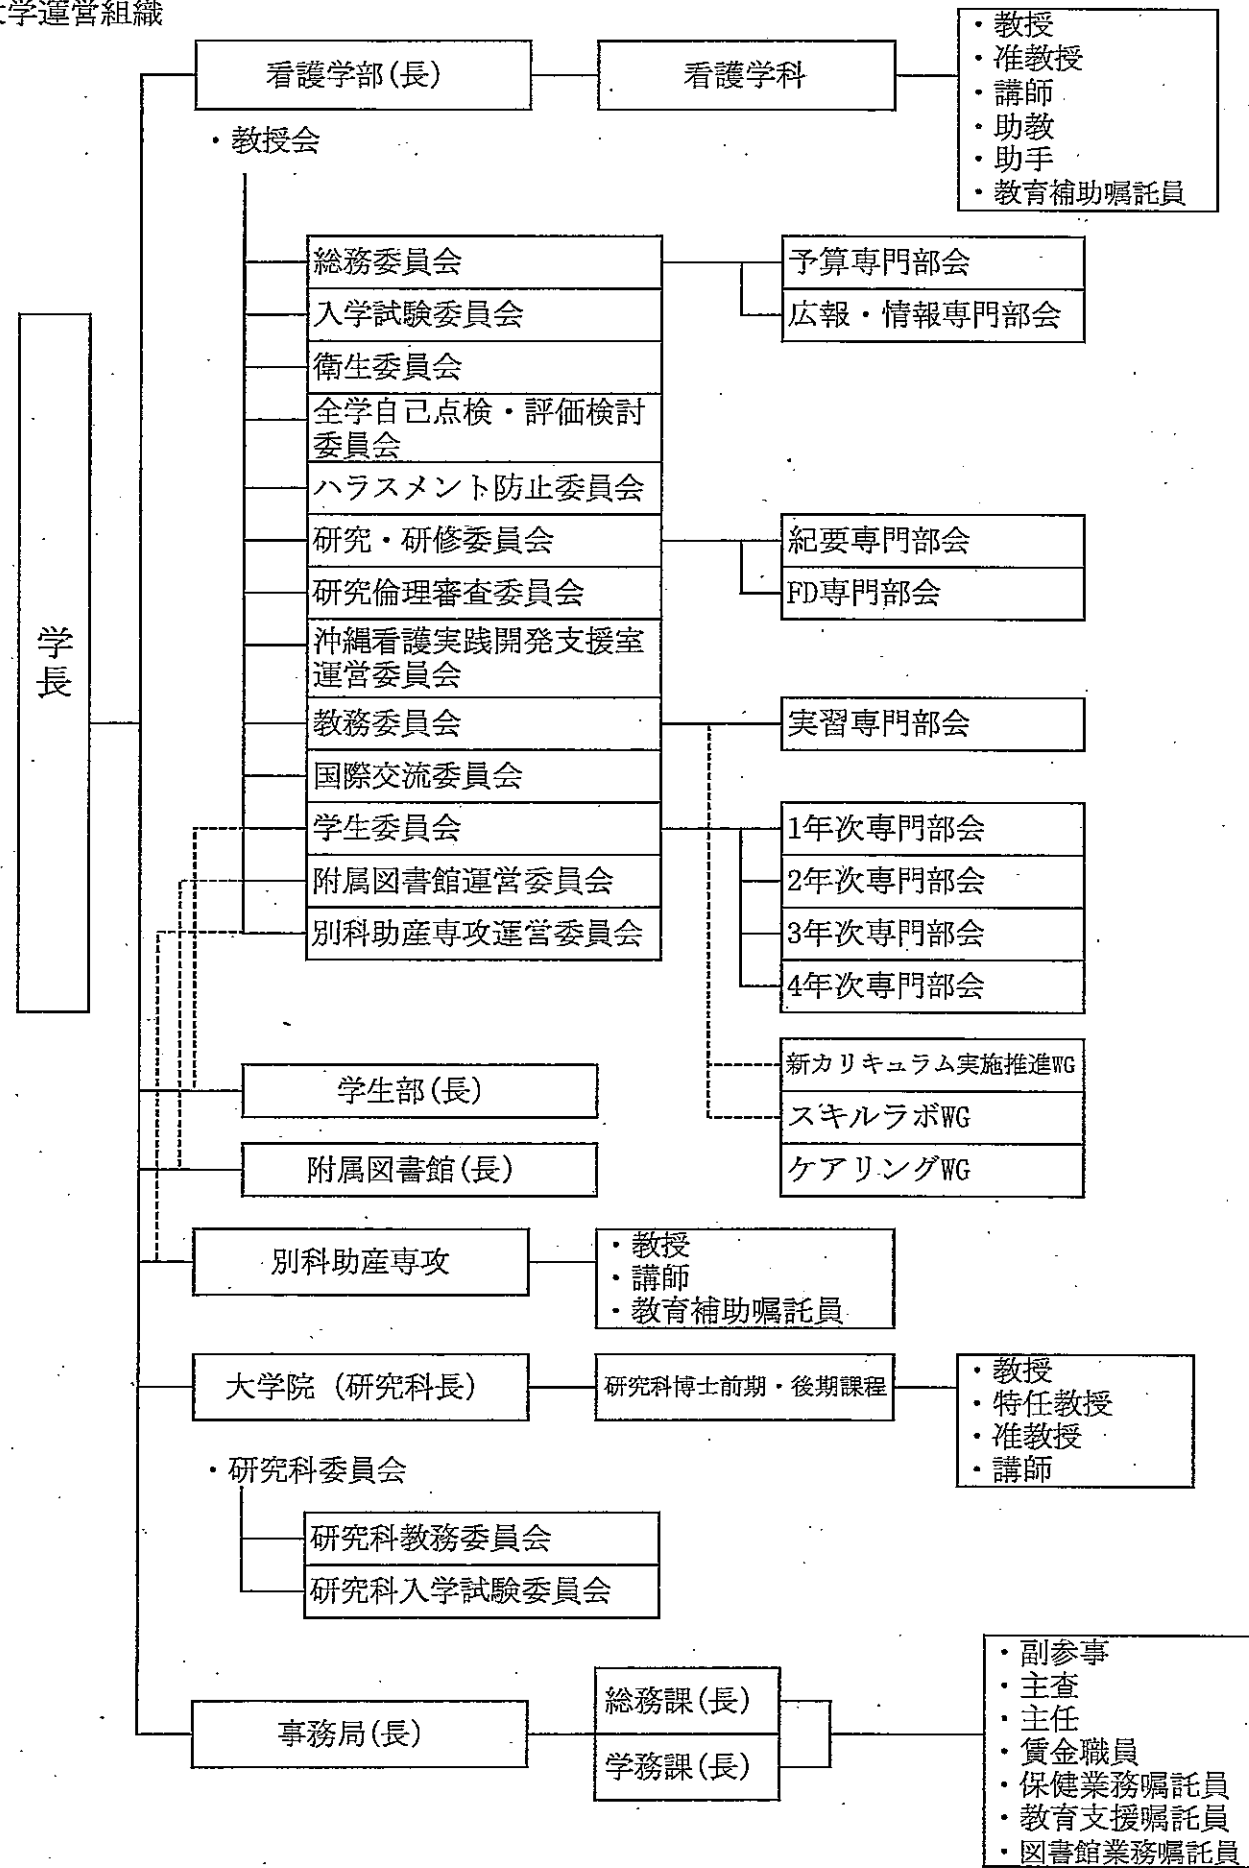 大学運営組織
看護学部(長)
看護学科
・教授
・准教授
・講師
・助教
・助手
・教育補助嘱託員
・教授会
総務委員会
予算専門部会
入学試験委員会
広報・情報専門部会
衛生委員会
全学自己点検・評価検討
委員会
ハラスメント防止委員会
研究・研修委員会
紀要専門部会
研究倫理審査委員会
FD専門部会
沖縄看護実践開発支援室
運営委員会
学長
教務委員会
実習専門部会
国際交流委員会
学生委員会
1年次専門部会
附属図書館運営委員会
2年次専門部会
別科助産専攻運営委員会
3年次専門部会
4年次専門部会
新カリキュラム実施推進WG
スキルラボWG
ケアリングWG
学生部(長)
附属図書館(長)
別科助産専攻
・教授
・講師
・教育補助嘱託員
大学院(研究科長)
研究科博士前期・後期課程
・教授
・特任教授
・准教授
・講師
・研究科委員会
研究科教務委員会
研究科入学試験委員会
事務局(長)
総務課(長)
学務課(長)
・副参事
・主査
・主任
・賃金職員
・保健業務嘱託員
・教育支援嘱託員
・図書館業務嘱託員